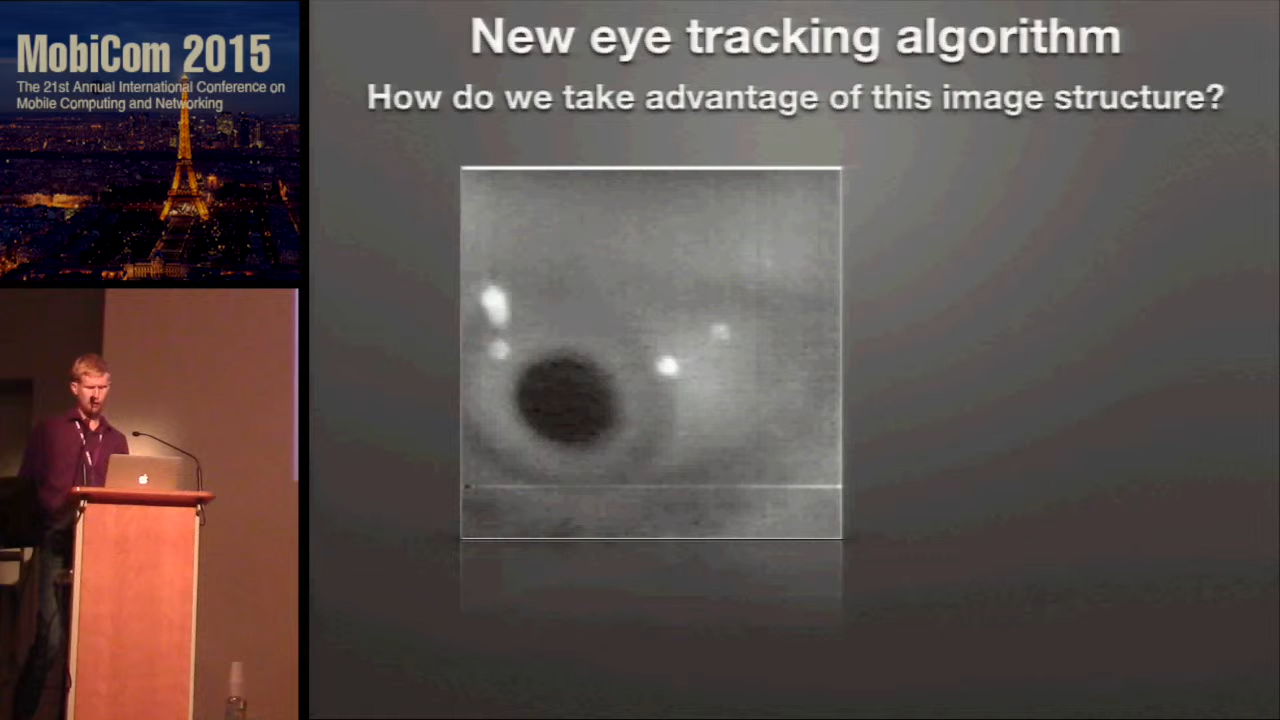 MobiCom 2015
The 21st Annual International Conference on
Mobile Computing and Networking
New eye tracking algorithm
How do we take advantage of this image structure?